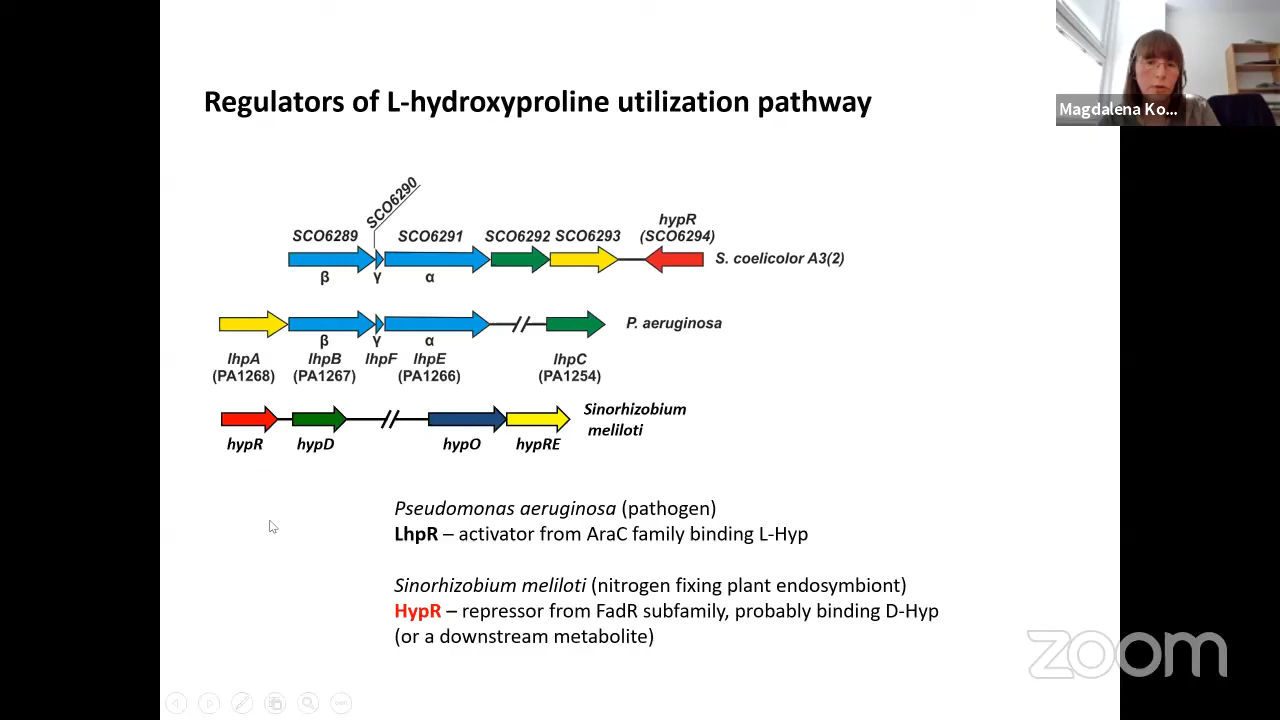 Magdalena Ko...
Regulators of L-hydroxyproline utilization pathway
SCO6289
SCO6290
SCO6291
SCO6292
SCO6293
hypR
(SCO6294)
S. coelicolor A3(2)
β
γ
α
P. aeruginosa
β
γ
α
lhpA
(PA1268)
lhpB
(PA1267)
lhpF
lhpE
(PA1266)
lhpC
(PA1254)
Sinorhizobium
meliloti
hypR
hypD
hypO
hypRE
Pseudomonas aeruginosa (pathogen)
LhpR – activator from AraC family binding L-Hyp
Sinorhizobium meliloti (nitrogen fixing plant endosymbiont)
HypR – repressor from FadR subfamily, probably binding D-Hyp
(or a downstream metabolite)
zoom